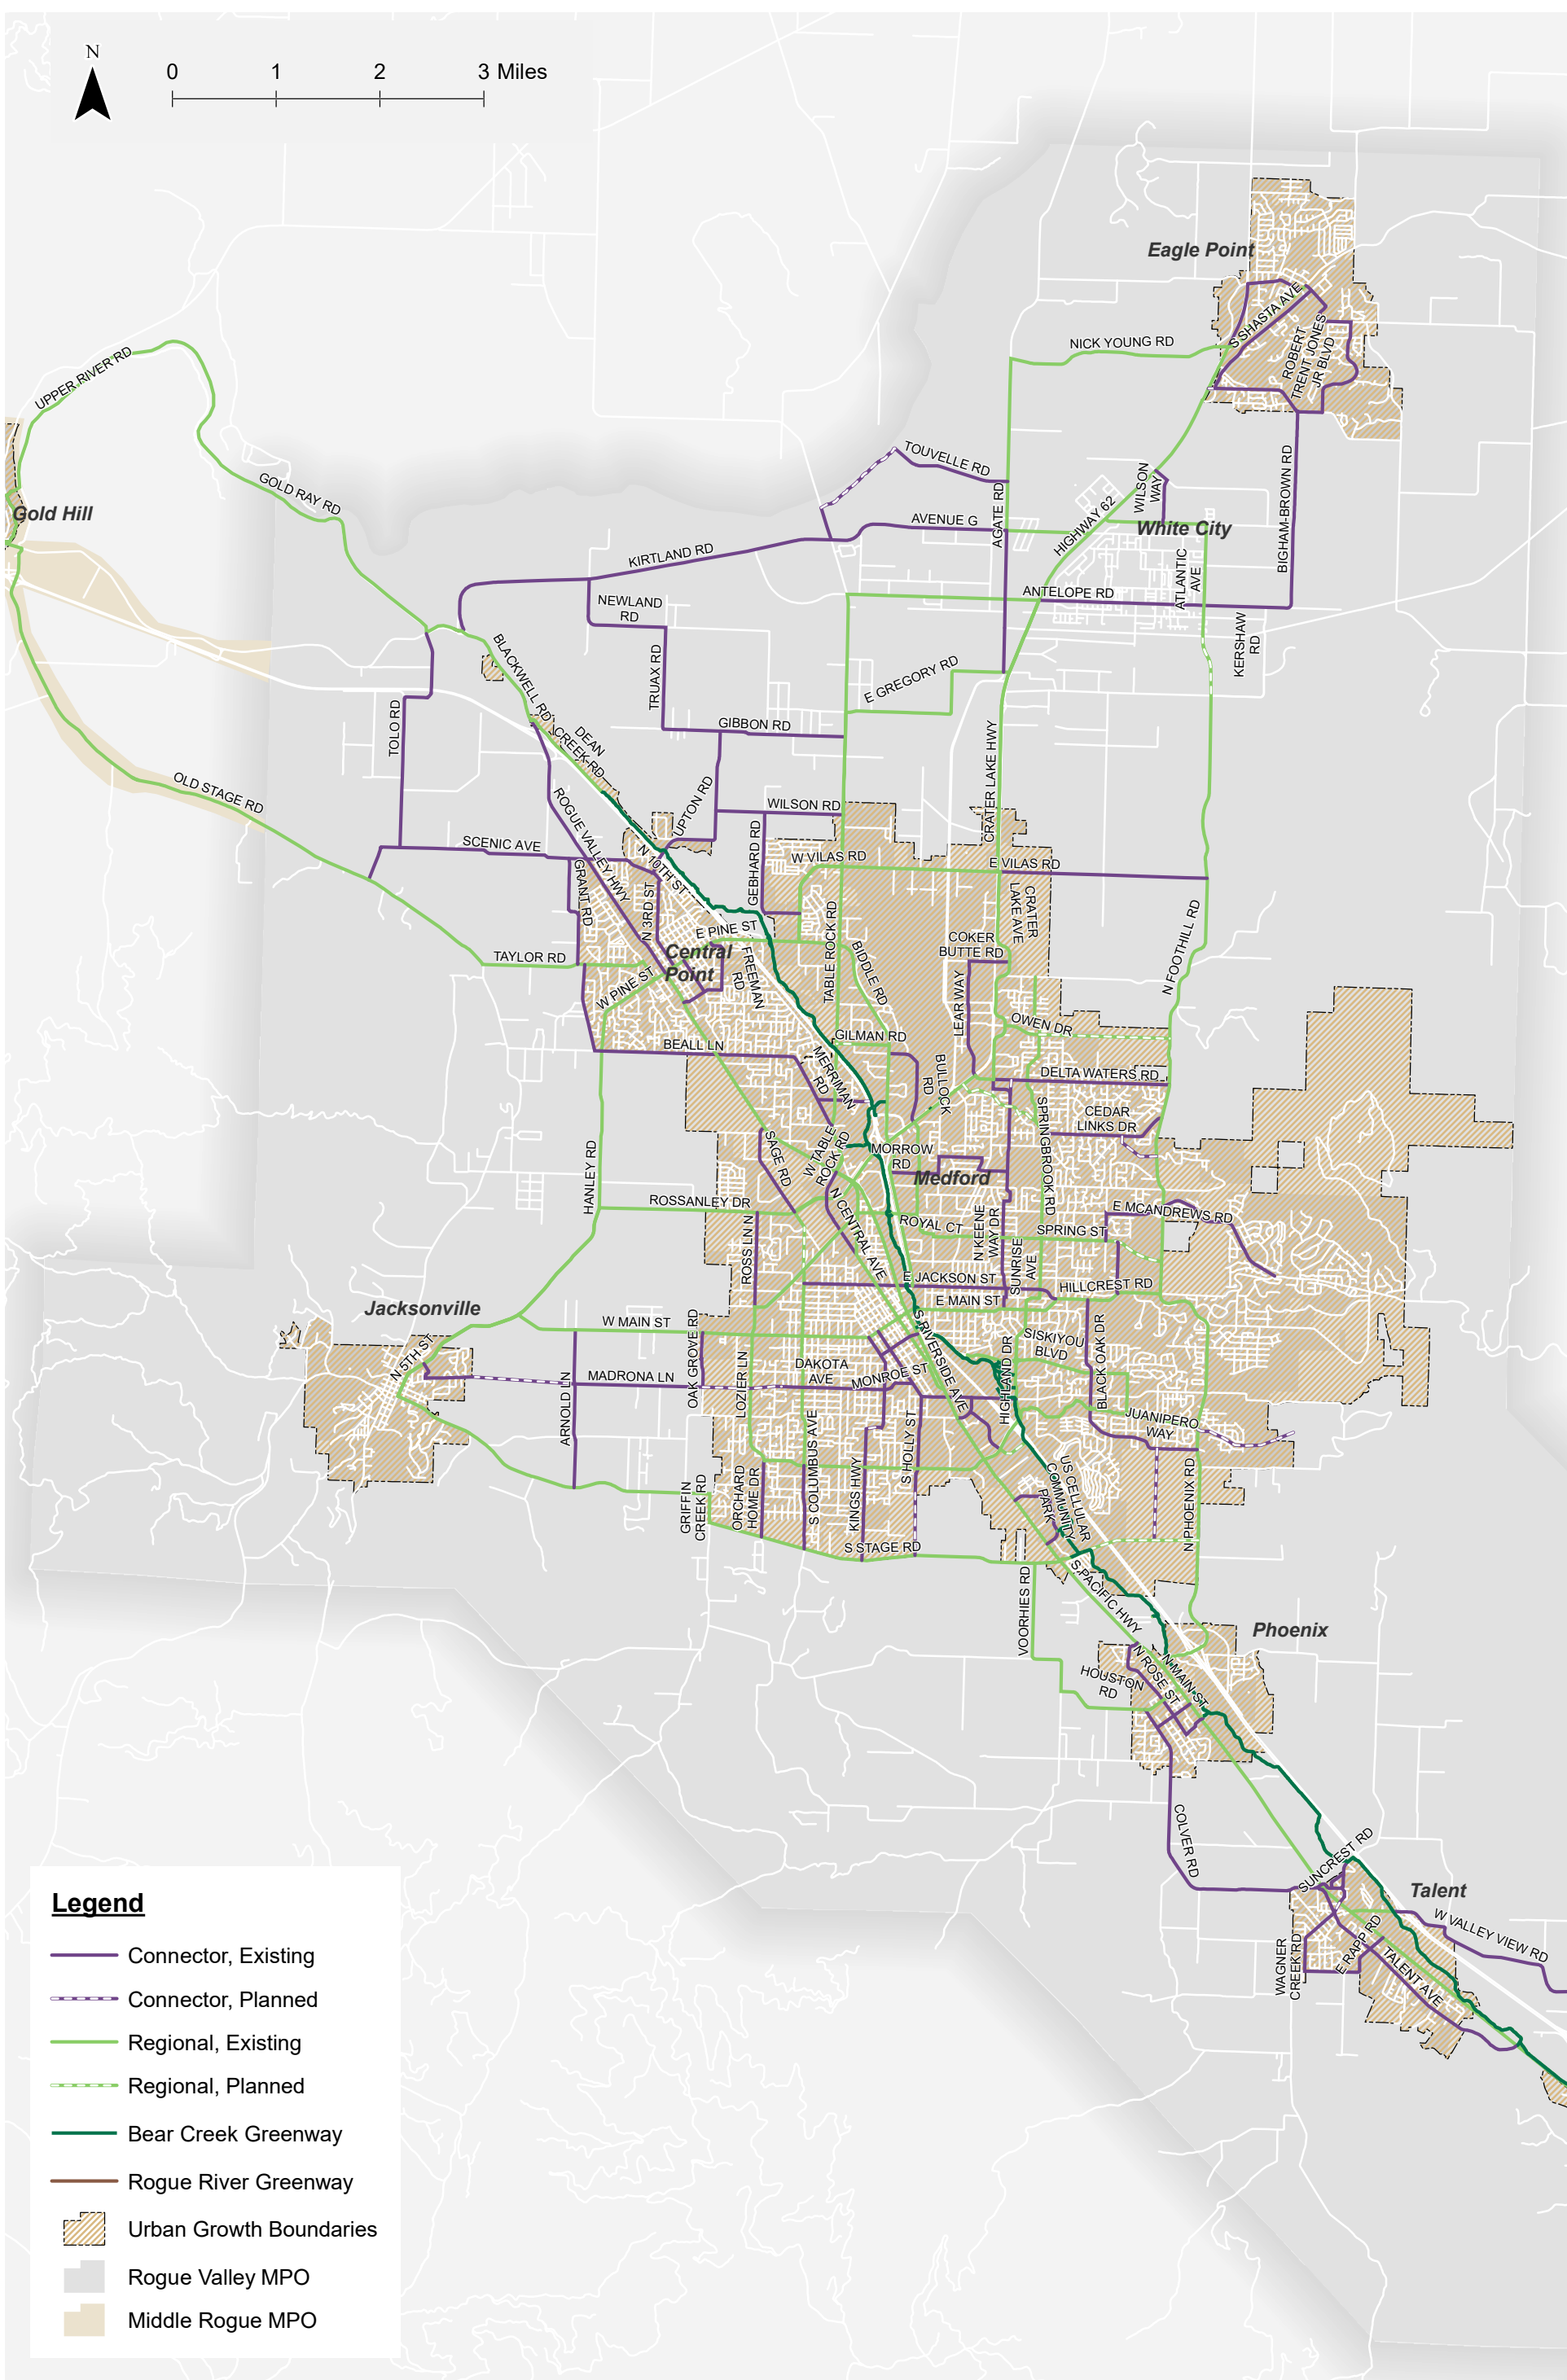 N
0 1 2 3 Miles
Eagle Point
S SHASTA AVE
ROBERT
TRENT JONES
JR BLVD
NICK YOUNG RD
UPPER RIVER RD
TOUVELLE RD
WILSON
WAY
BIGHAM-BROWN RD
GOLD RAY RD
Gold Hill
AGATE RD
AVENUE G
HIGHWAY 62
White City
KIRTLAND RD
ATLANTIC
AVE
ANTELOPE RD
NEWLAND
RD
KERSHAW
RD
BLACKWELL RD
TRUAX RD
E GREGORY RD
TOLO RD
GIBBON RD
DEAN
CREEK RD
CRATER LAKE HWY
OLD STAGE RD
ROGUE VALLEY HWY
UPTON RD
WILSON RD
SCENIC AVE
N 10TH ST
GEBHARD RD
W VILAS RD
E VILAS RD
GRANT RD
N 3RD ST
CRATER
LAKE AVE
TABLE ROCK RD
E PINE ST
COKER
BUTTE RD
N FOOTHILL RD
Central
Point
TAYLOR RD
FREEMAN
RD
BIDDLE RD
W PINE ST
LEAR WAY
OWEN DR
GILMAN RD
BEALL LN
MERRIMAN
RD
BULLOCK
RD
DELTA WATERS RD
CEDAR
LINKS DR
SPRINGBROOK RD
HANLEY RD
SAGE RD
W TABLE
ROCK RD
MORROW
RD
Medford
ROSSANLEY DR
N CENTRAL AVE
ROYAL CT
N KEENE
WAY DR
E MCANDREWS RD
SPRING ST
ROSS LN N
SUNRISE
AVE
E JACKSON ST
HILLCREST RD
E MAIN ST
Jacksonville
W MAIN ST
OAK GROVE RD
S RIVERSIDE AVE
SISKIYOU
BLVD
N 5TH ST
HIGHLAND DR
BLACK OAK DR
DAKOTA
AVE
MONROE ST
MADRONA LN
ARNOLD LN
LOZIER LN
JUANIPERO
WAY
S COLUMBUS AVE
S HOLLY ST
KINGS HWY
US CELLULAR
COMMUNITY
PARK
GRIFFIN
CREEK RD
ORCHARD
HOME DR
N PHOENIX RD
S STAGE RD
VOORHIES RD
S PACIFIC HWY
Phoenix
HOUSTON
RD
N ROSE ST
N MAIN ST
COLVER RD
SUNCREST RD
Talent
W VALLEY VIEW RD
WAGNER
CREEK RD
E RAPP RD
TALENT AVE
Legend
Connector, Existing
Connector, Planned
Regional, Existing
Regional, Planned
Bear Creek Greenway
Rogue River Greenway
Urban Growth Boundaries
Rogue Valley MPO
Middle Rogue MPO